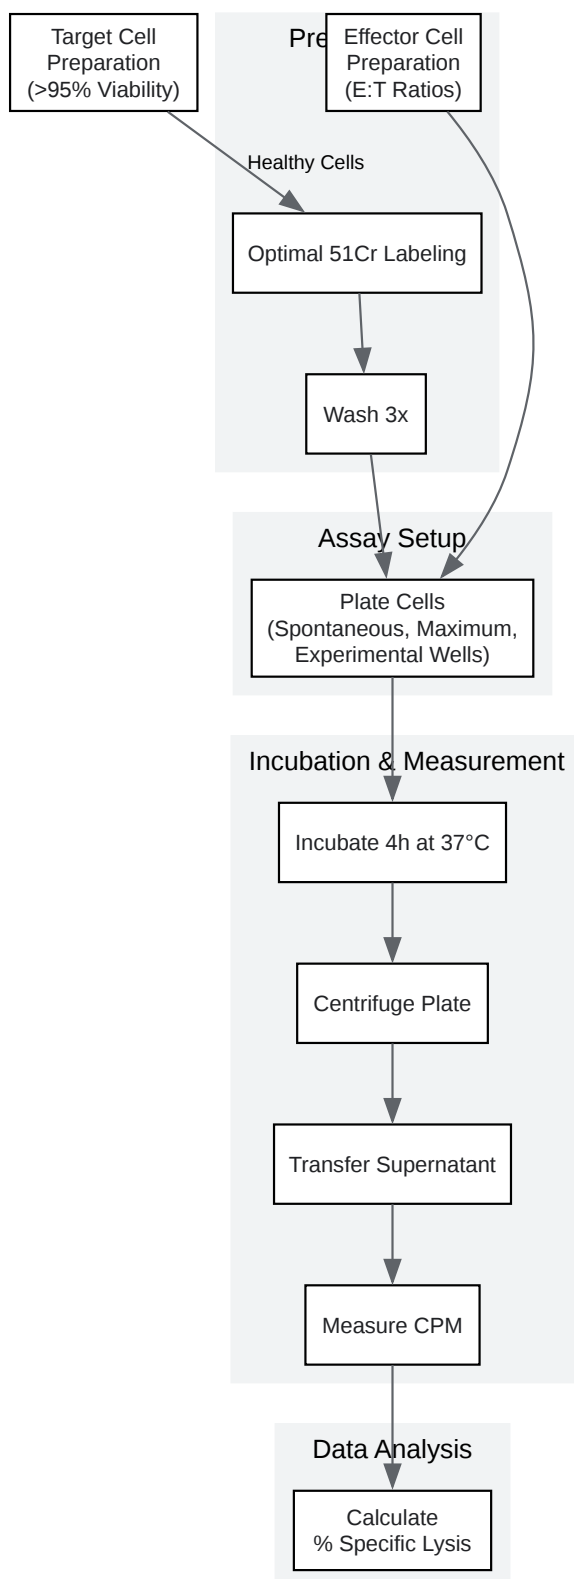 Target Cell
Preparation
(>95% Viability)
Effector Cell
Preparation
(E:T Ratios)
Healthy Cells
Optimal 51Cr Labeling
Wash 3x
Assay Setup
Plate Cells
(Spontaneous, Maximum,
Experimental Wells)
Incubation & Measurement
Incubate 4h at 37°C
Centrifuge Plate
Transfer Supernatant
Measure CPM
Data Analysis
Calculate
% Specific Lysis